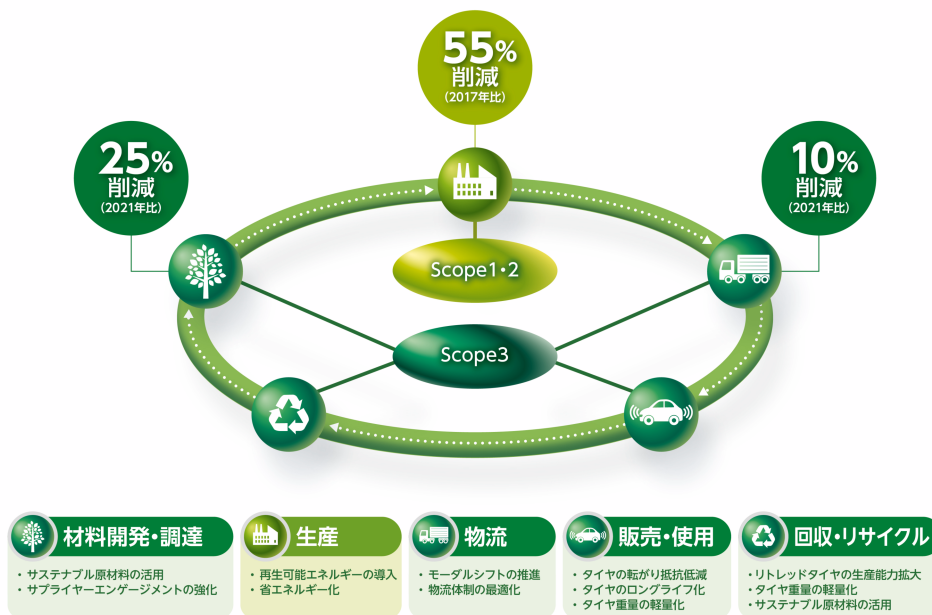 55%
削減
(2017年比)
25%
削減
(2021年比)
10%
削減
(2021年比)
Scope1・2
Scope3
材料開発・調達
・サステナブル原材料の活用
・サプライヤーエンゲージメントの強化
生産
・再生可能エネルギーの導入
・省エネルギー化
物流
・モーダルシフトの推進
・物流体制の最適化
販売・使用
・タイヤの転がり抵抗低減
・タイヤのロングライフ化
・タイヤ重量の軽量化
回収・リサイクル
・リトレッドタイヤの生産能力拡大
・タイヤ重量の軽量化
・サステナブル原材料の活用